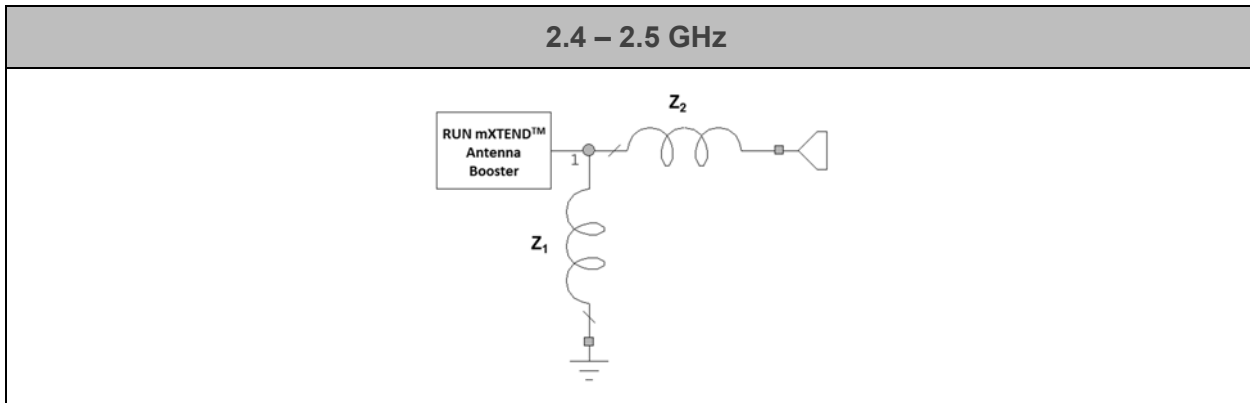 2.4 – 2.5 GHz
Z₂
RUN mXTEND™
Antenna
Booster
1
Z₁